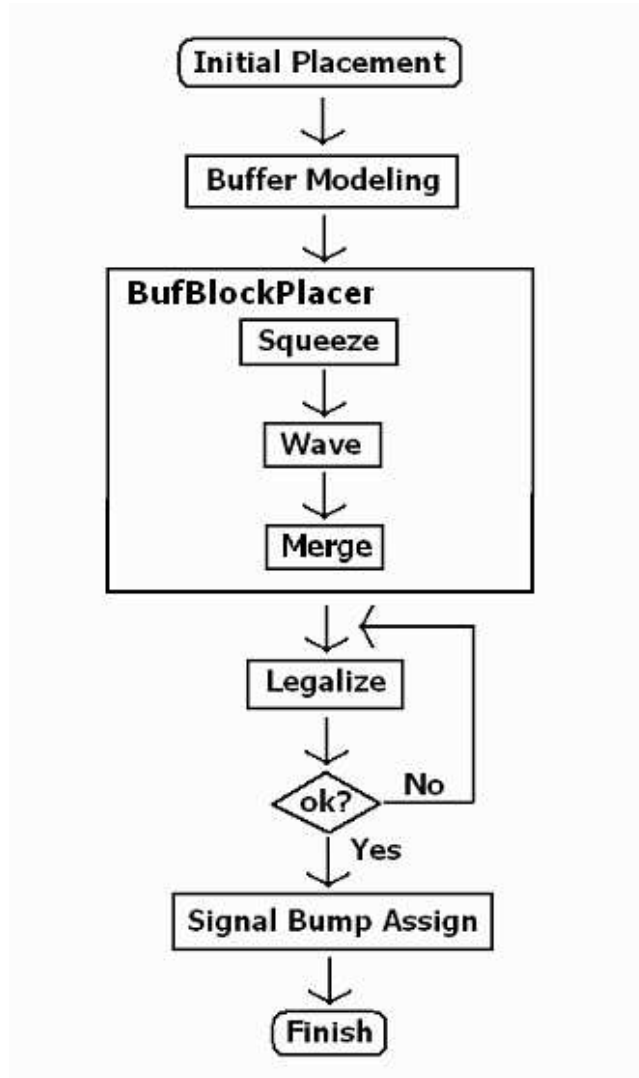 Initial Placement
Buffer Modeling
BufBlockPlacer
Squeeze
Wave
Merge
Legalize
ok?
No
Yes
Signal Bump Assign
Finish